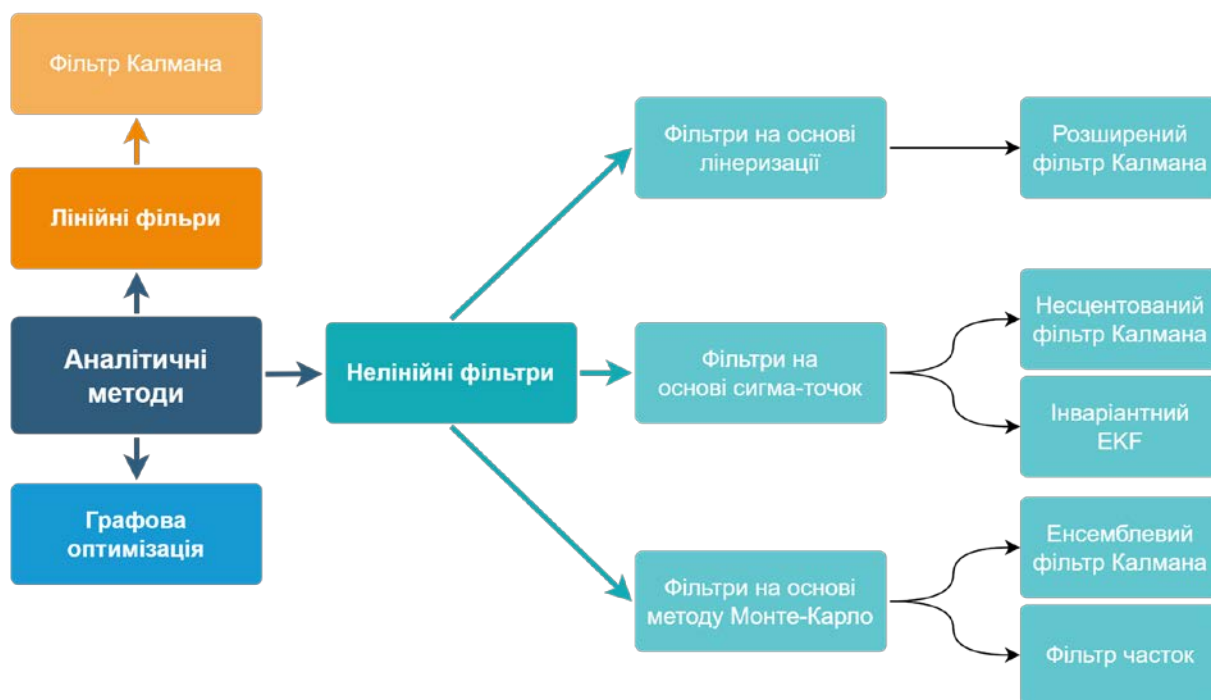 Фільтр Калмана
Лінійні фільри
Аналітичні
методи
Графова
оптимізація
Нелінійні фільтри
Фільтри на основі
лінеризації
Фільтри на
основі сигма-точок
Фільтри на основі
методу Монте-Карло
Розширений
фільтр Калмана
Несцентований
фільтр Калмана
Інваріантний
EKF
Енсемблевий
фільтр Калмана
Фільтр часток